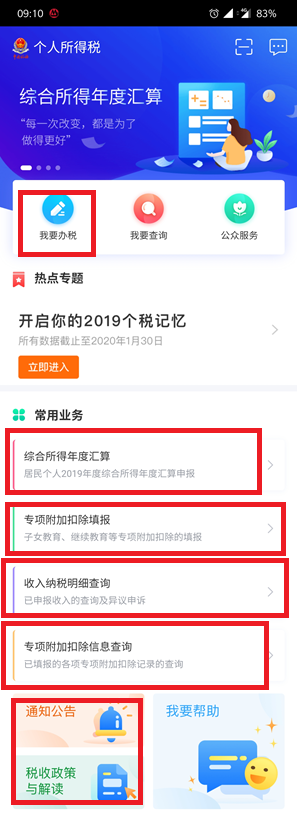 09:10
83%
个人所得税
综合所得年度汇算
“每一次改变，都是为了
做得更好”
我要办税
我要查询
公众服务
热点专题
开启你的2019个税记忆
所有数据截止至2020年1月30日
立即进入
常用业务
综合所得年度汇算
居民个人2019年度综合所得年度汇算申报
专项附加扣除填报
子女教育、继续教育等专项附加扣除的填报
收入纳税明细查询
已申报收入的查询及异议申诉
专项附加扣除信息查询
已填报的各项专项附加扣除记录的查询
通知公告
我要帮助
税收政策
与解读